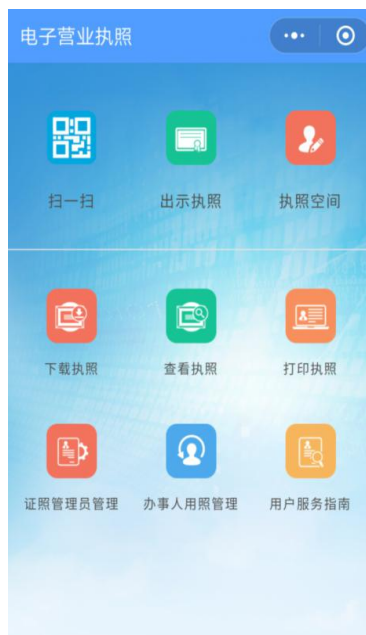 电子营业执照
扫一扫 出示执照 执照空间
下载执照 查看执照 打印执照
证照管理员管理 办事人用照管理 用户服务指南